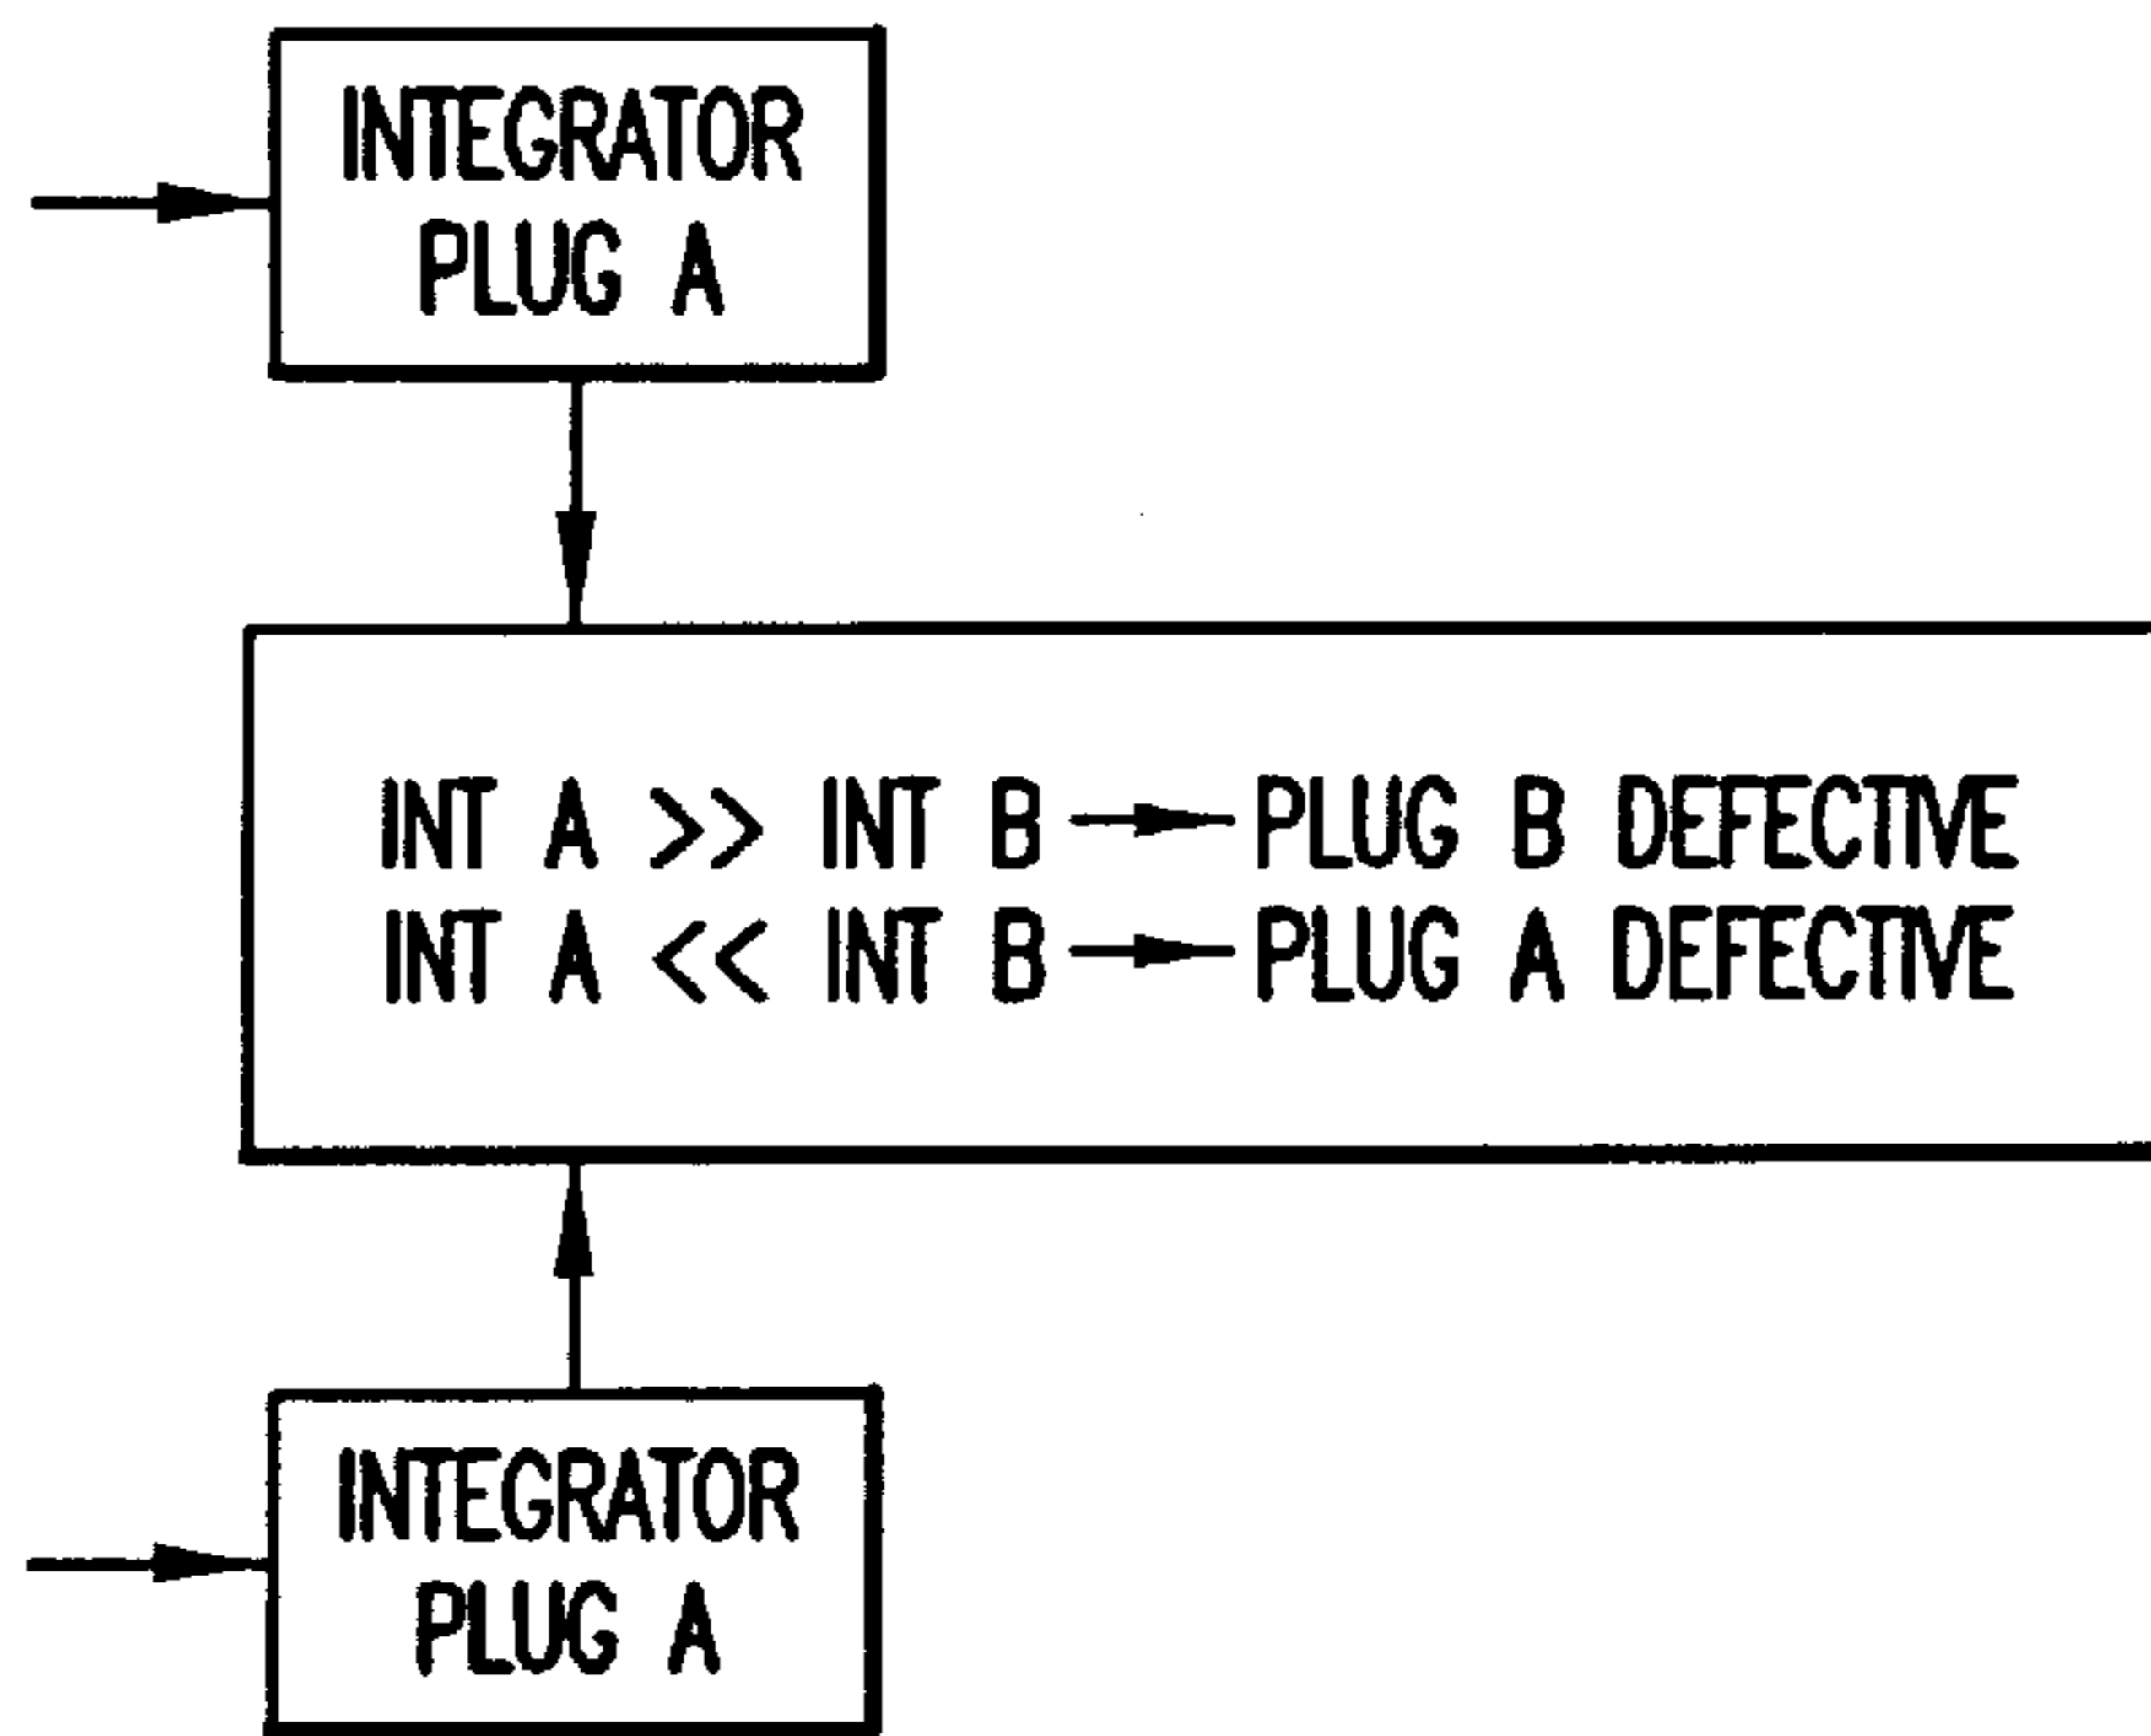 INTEGRATOR
PLUG A
INT A >> INT B → PLUG B DEFECTIVE
INT A << INT B → PLUG A DEFECTIVE
INTEGRATOR
PLUG A